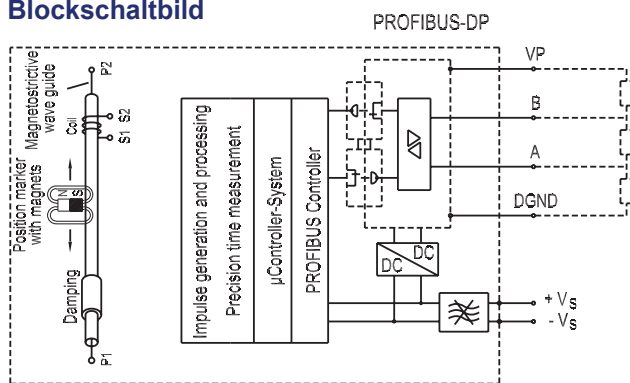 Blockschaltbild
PROFIBUS-DP
Magnetostrictive
wave guide
P2
Coil
S1 S2
Position marker
with magnets
N
S
Damping
P1
Impulse generation and processing
Precision time measurement
µController-System
PROFIBUS Controller
VP
B
A
DGND
DC
DC
+ Vs
- Vs